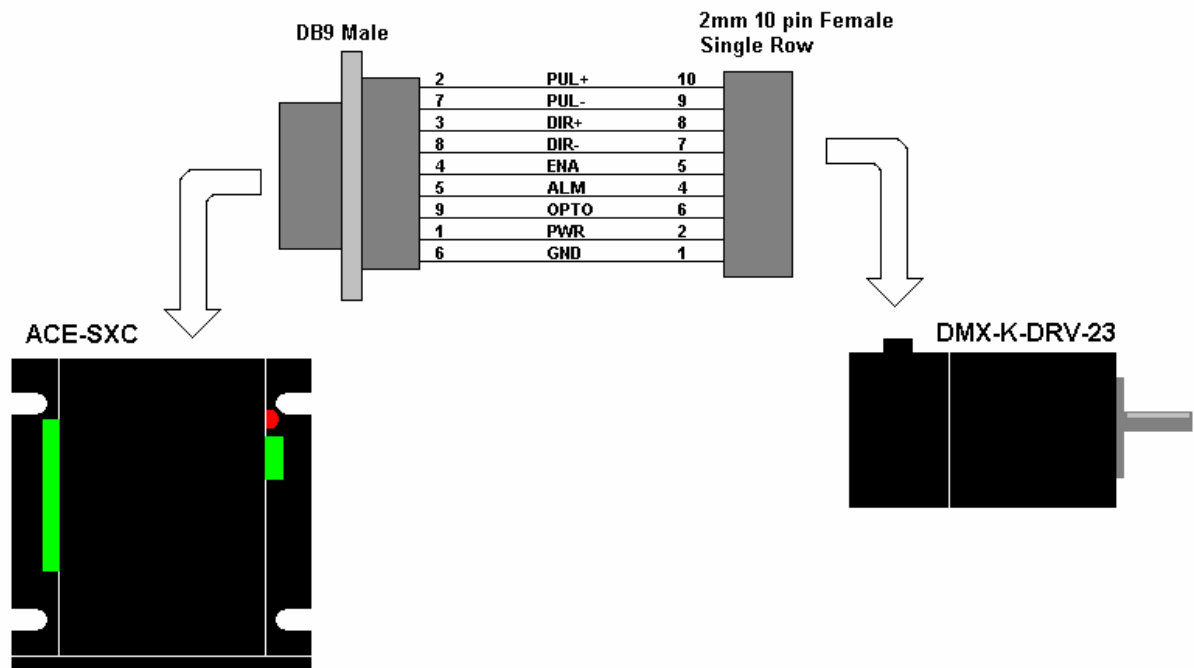 DB9 Male
2mm 10 pin Female
Single Row
2 PUL+ 10
7 PUL- 9
3 DIR+ 8
8 DIR- 7
4 ENA 5
5 ALM 4
9 OPTO 6
1 PWR 2
6 GND 1
ACE-SXC
DMX-K-DRV-23